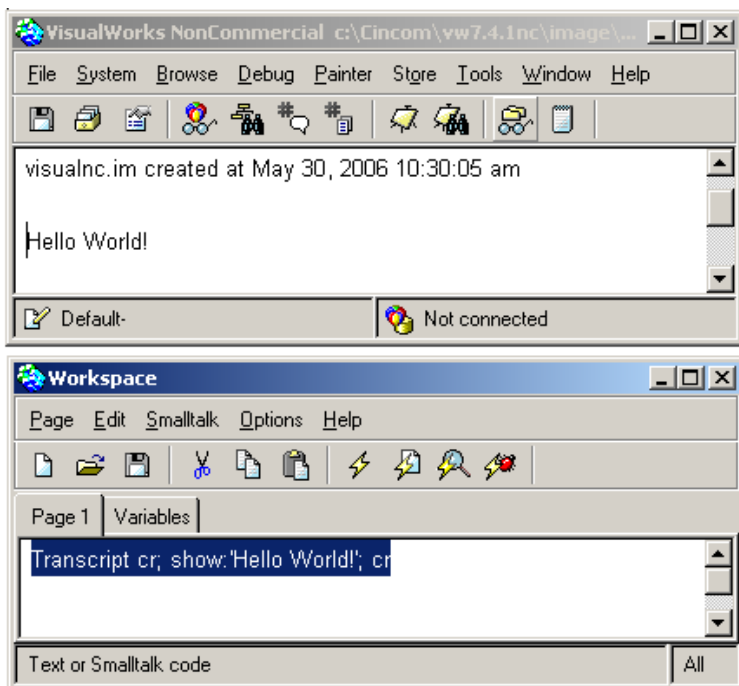 VisualWorks NonCommercial c:\Cincom\vw7.4.1nc\image\...
File System Browse Debug Painter Store Tools Window Help
visualnc.im created at May 30, 2006 10:30:05 am
Hello World!
Default-
Not connected
Workspace
Page Edit Smalltalk Options Help
Page 1 Variables
Transcript cr; show:'Hello World!'; cr
Text or Smalltalk code
All